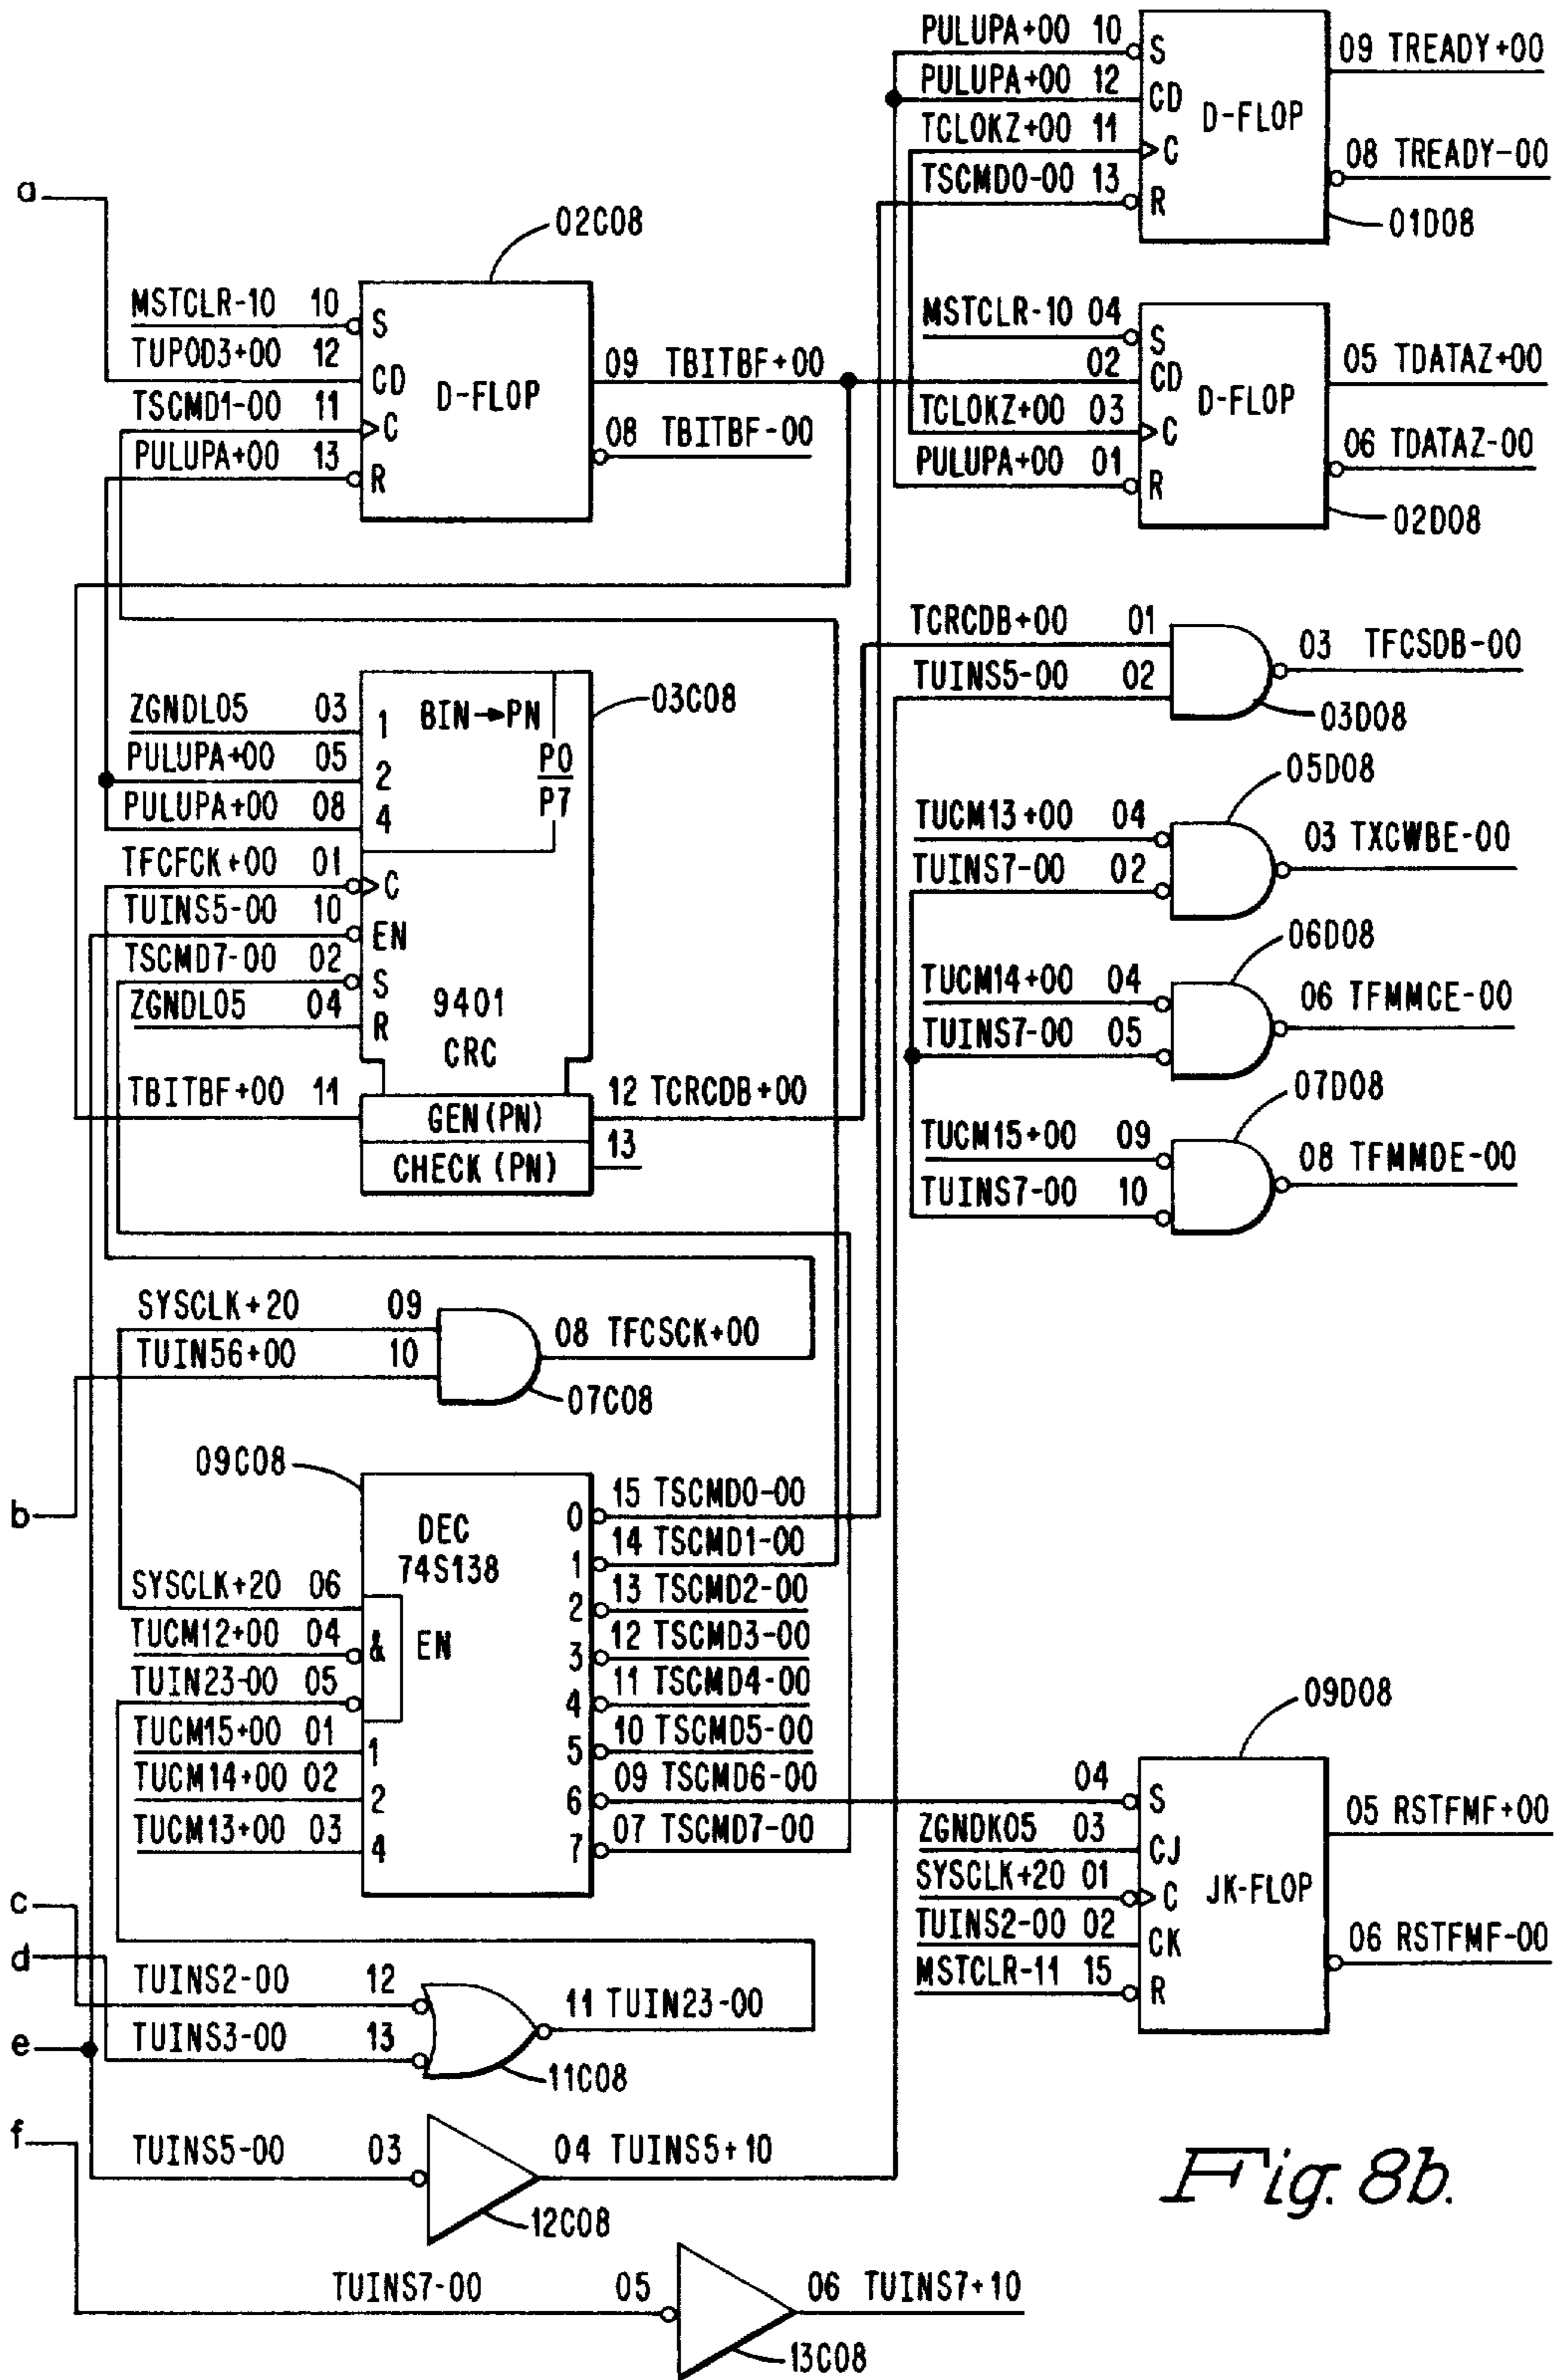 a
02C08
MSTCLR-10 10
TUPOD3+00 12
TSCMD1-00 11
PULUPA+00 13
S
CD
C
R
D-FLOP
09 TBITBF+00
08 TBITBF-00
PULUPA+00 10
PULUPA+00 12
TCLOKZ+00 11
TSCMD0-00 13
S
CD
C
R
D-FLOP
09 TREADY+00
08 TREADY-00
01D08
MSTCLR-10 04
02
TCLOKZ+00 03
PULUPA+00 01
S
CD
C
R
D-FLOP
05 TDATAZ+00
06 TDATAZ-00
02D08
ZGNDL05 03
PULUPA+00 05
PULUPA+00 08
TFCFCK+00 01
TUINS5-00 10
TSCMD7-00 02
ZGNDL05 04
TBITBF+00 11
1
2
4
C
EN
S
R
BIN→PN
P0
P7
9401
CRC
GEN (PN)
CHECK (PN)
03C08
12 TCRCDB+00
13
TCRCDB+00 01
TUINS5-00 02
03 TFCSDB-00
03D08
05D08
TUCM13+00 04
TUINS7-00 02
03 TXCWBE-00
06D08
TUCM14+00 04
TUINS7-00 05
06 TFMMCE-00
07D08
TUCM15+00 09
TUINS7-00 10
08 TFMMDE-00
SYSCLK+20 09
TUIN56+00 10
08 TFCSCK+00
07C08
b
09C08
DEC
74S138
EN
&
SYSCLK+20 06
TUCM12+00 04
TUIN23-00 05
TUCM15+00 01
TUCM14+00 02
TUCM13+00 03
1
2
4
0 15 TSCMD0-00
1 14 TSCMD1-00
2 13 TSCMD2-00
3 12 TSCMD3-00
4 11 TSCMD4-00
5 10 TSCMD5-00
6 09 TSCMD6-00
7 07 TSCMD7-00
09D08
04
ZGNDK05 03
SYSCLK+20 01
TUINS2-00 02
MSTCLR-11 15
S
CJ
C
CK
R
JK-FLOP
05 RSTFMF+00
06 RSTFMF-00
c
d
e
f
TUINS2-00 12
TUINS3-00 13
11 TUIN23-00
11C08
TUINS5-00 03
04 TUINS5+10
12C08
TUINS7-00 05
06 TUINS7+10
13C08
Fig. 8b.